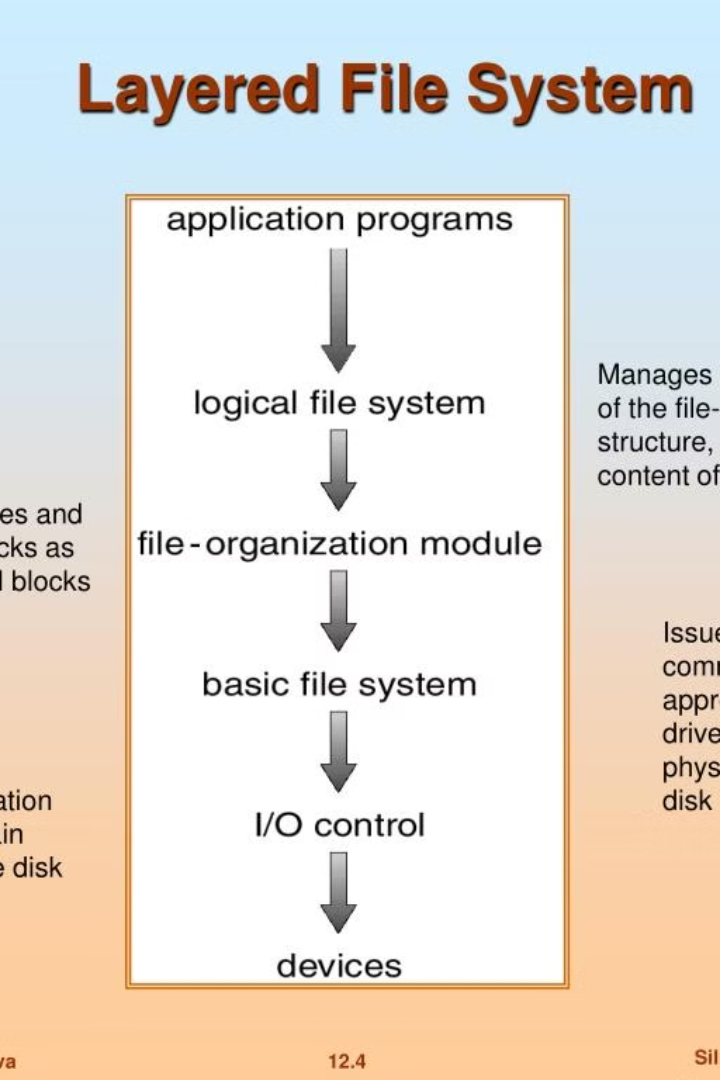 Layered File System
application programs
logical file system
Manages
of the file-
structure,
content of
es and
cks as
blocks
file-organization module
Issue
com
appr
drive
phys
disk
basic file system
ation
in
e disk
I/O control
devices
va
12.4
Sil